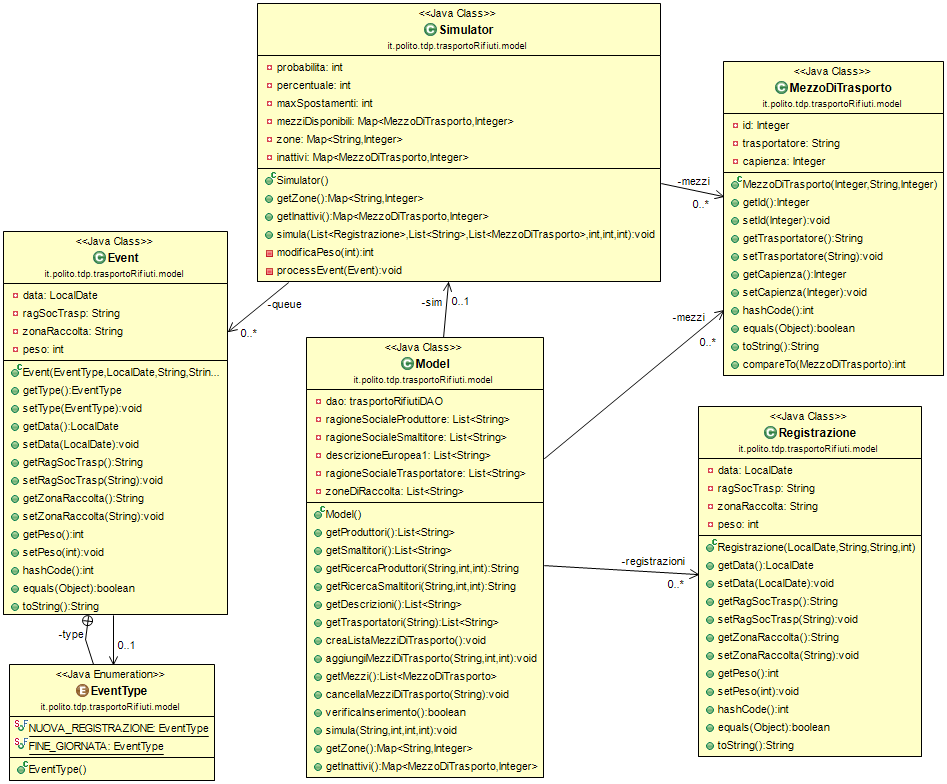 <<Java Class>>
Simulator
it.polito.tdp.trasportoRifiuti.model
probabilita: int
percentuale: int
maxSpostamenti: int
mezziDisponibili: Map<MezzoDiTrasporto,Integer>
zone: Map<String,Integer>
inattivi: Map<MezzoDiTrasporto,Integer>
Simulator()
getZone():Map<String,Integer>
getInattivi():Map<MezzoDiTrasporto,Integer>
simula(List<Registrazione>,List<String>,List<MezzoDiTrasporto>,int,int,int):void
modificaPeso(int):int
processEvent(Event):void
<<Java Class>>
MezzoDiTrasporto
it.polito.tdp.trasportoRifiuti.model
id: Integer
trasportatore: String
capienza: Integer
MezzoDiTrasporto(Integer,String,Integer)
getId():Integer
setId(Integer):void
getTrasportatore():String
setTrasportatore(String):void
getCapienza():Integer
setCapienza(Integer):void
hashCode():int
equals(Object):boolean
toString():String
compareTo(MezzoDiTrasporto):int
-mezzi
0..*
<<Java Class>>
Event
it.polito.tdp.trasportoRifiuti.model
data: LocalDate
ragSocTrasp: String
zonaRaccolta: String
peso: int
Event(EventType,LocalDate,String,Strin...
getType():EventType
setType(EventType):void
getData():LocalDate
setData(LocalDate):void
getRagSocTrasp():String
setRagSocTrasp(String):void
getZonaRaccolta():String
setZonaRaccolta(String):void
getPeso():int
setPeso(int):void
hashCode():int
equals(Object):boolean
toString():String
-queue
0..*
-sim
0..1
<<Java Class>>
Model
it.polito.tdp.trasportoRifiuti.model
dao: trasportoRifiutiDAO
ragioneSocialeProduttore: List<String>
ragioneSocialeSmaltitore: List<String>
descrizioneEuropea1: List<String>
ragioneSocialeTrasportatore: List<String>
zoneDiRaccolta: List<String>
Model()
getProduttori():List<String>
getSmaltitori():List<String>
getRicercaProduttori(String,int,int):String
getRicercaSmaltitori(String,int,int):String
getDescrizioni():List<String>
getTrasportatori(String):List<String>
creaListaMezziDiTrasporto():void
aggiungiMezziDiTrasporto(String,int,int):void
getMezzi():List<MezzoDiTrasporto>
cancellaMezziDiTrasporto(String):void
verificaInserimento():boolean
simula(String,int,int,int):void
getZone():Map<String,Integer>
getInattivi():Map<MezzoDiTrasporto,Integer>
-mezzi
0..*
-registrazioni
0..*
<<Java Class>>
Registrazione
it.polito.tdp.trasportoRifiuti.model
data: LocalDate
ragSocTrasp: String
zonaRaccolta: String
peso: int
Registrazione(LocalDate,String,String,int)
getData():LocalDate
setData(LocalDate):void
getRagSocTrasp():String
setRagSocTrasp(String):void
getZonaRaccolta():String
setZonaRaccolta(String):void
getPeso():int
setPeso(int):void
hashCode():int
equals(Object):boolean
toString():String
-type
0..1
<<Java Enumeration>>
EventType
it.polito.tdp.trasportoRifiuti.model
NUOVA_REGISTRAZIONE: EventType
FINE_GIORNATA: EventType
EventType()